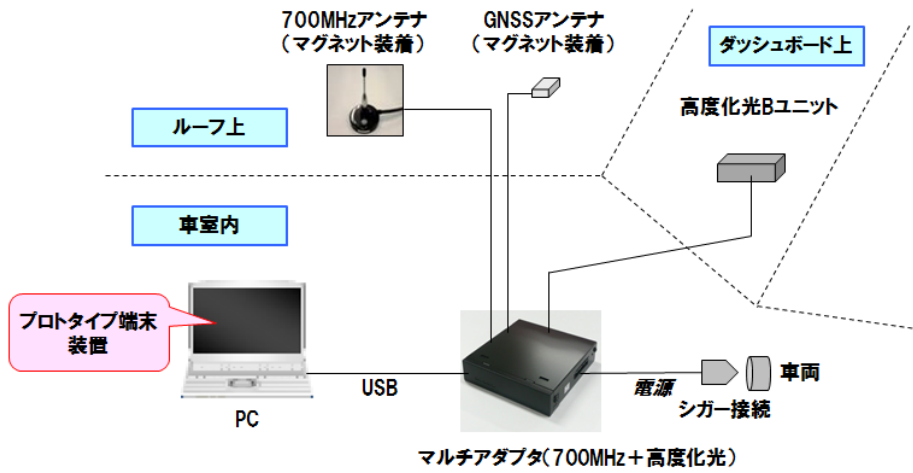 700MHzアンテナ
（マグネット装着）
GNSSアンテナ
（マグネット装着）
ダッシュボード上
高度化光Bユニット
ルーフ上
車室内
プロトタイプ端末
装置
USB
PC
電源
車両
シガー接続
マルチアダプタ（700MHz＋高度化光）